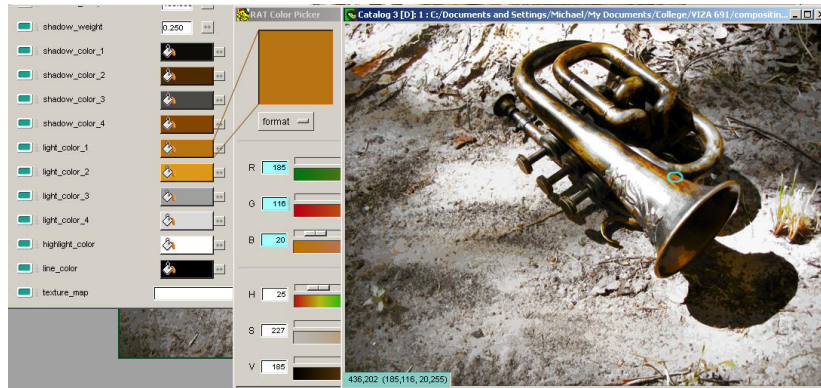 shadow_weight
0.250
shadow_color_1
shadow_color_2
shadow_color_3
shadow_color_4
light_color_1
light_color_2
light_color_3
light_color_4
highlight_color
line_color
texture_map
RAT Color Picker
format
R 185
G 116
B 20
H 25
S 227
V 185
Catalog 3 [D]: 1 : C:/Documents and Settings/Michael/My Documents/College/VIZA 691/compositin...
436,202 (185,116, 20,255)